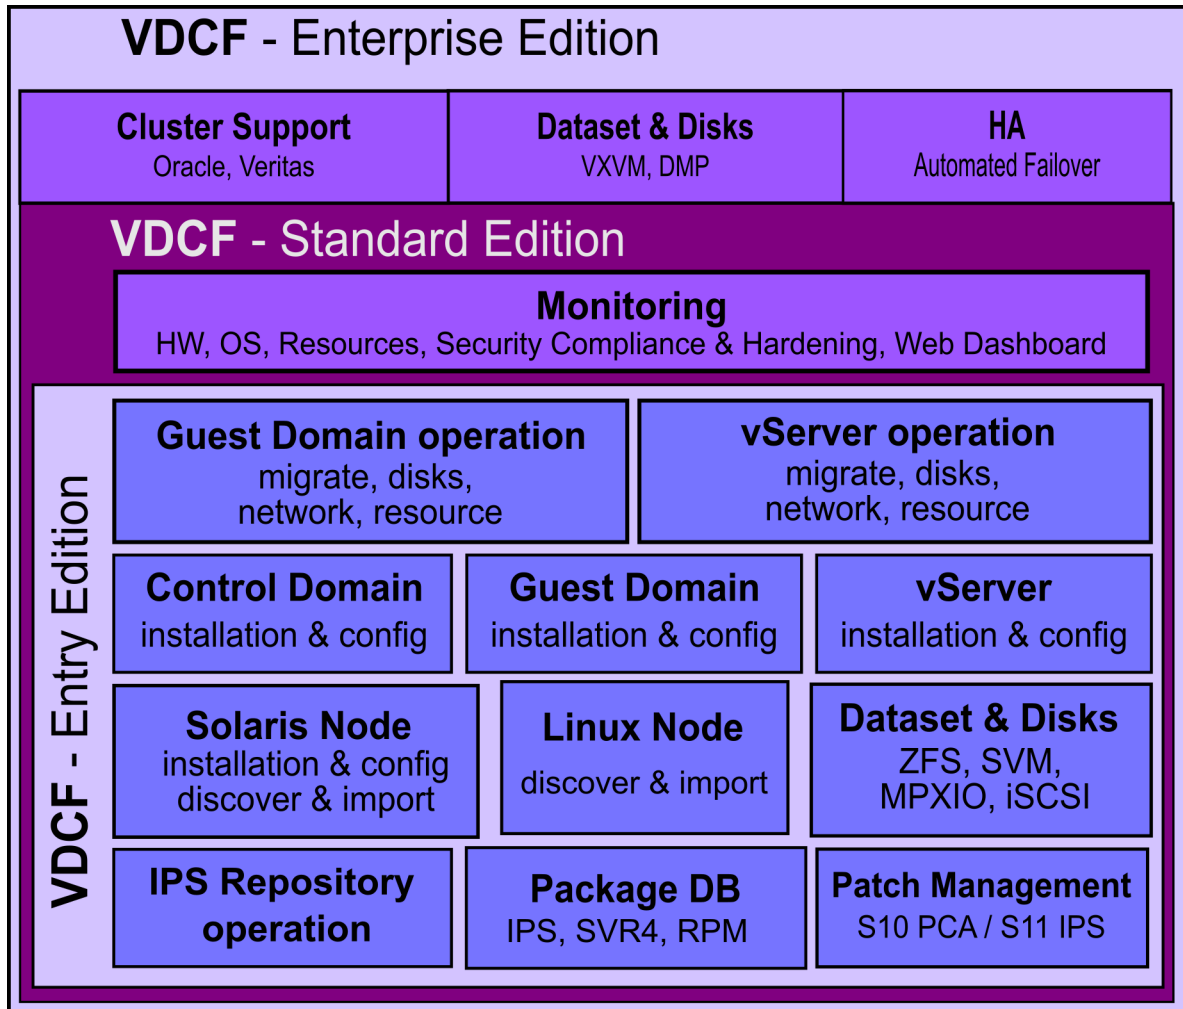 VDCF - Enterprise Edition
Cluster Support
Oracle, Veritas
Dataset & Disks
VXVM, DMP
HA
Automated Failover
VDCF - Standard Edition
Monitoring
HW, OS, Resources, Security Compliance & Hardening, Web Dashboard
VDCF - Entry Edition
Guest Domain operation
migrate, disks,
network, resource
vServer operation
migrate, disks,
network, resource
Control Domain
installation & config
Guest Domain
installation & config
vServer
installation & config
Solaris Node
installation & config
discover & import
Linux Node
discover & import
Dataset & Disks
ZFS, SVM,
MPXIO, iSCSI
IPS Repository
operation
Package DB
IPS, SVR4, RPM
Patch Management
S10 PCA / S11 IPS